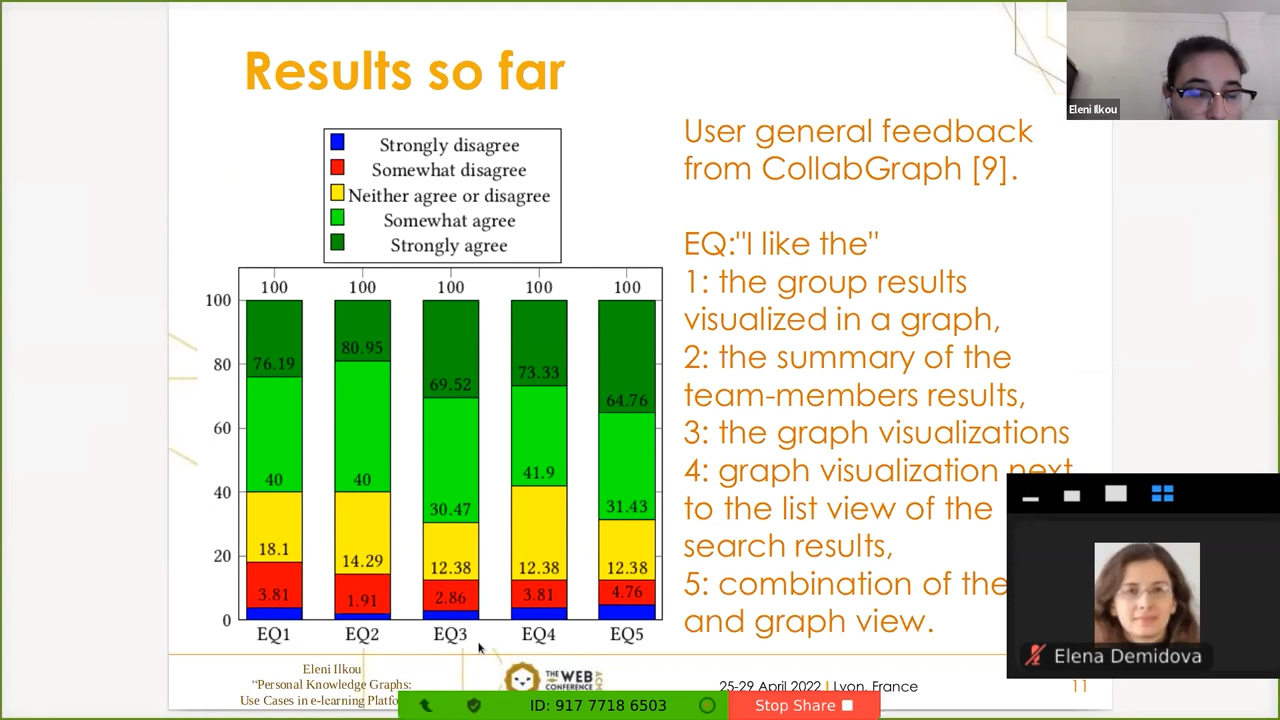 Results so far
Eleni Ilkou
Strongly disagree
Somewhat disagree
Neither agree or disagree
Somewhat agree
Strongly agree
User general feedback
from CollabGraph [9].
EQ:"I like the"
1: the group results
visualized in a graph,
2: the summary of the
team-members results,
3: the graph visualizations
4: graph visualization next
to the list view of the
search results,
5: combination of the
and graph view.
100 100 100 100 100
100
80
60
40
20
0
76.19 80.95 69.52 73.33 64.76
40 40 30.47 41.9 31.43
18.1 14.29 12.38 12.38 12.38
3.81 1.91 2.86 3.81 4.76
EQ1 EQ2 EQ3 EQ4 EQ5
Elena Demidova
Eleni Ilkou
"Personal Knowledge Graphs:
Use Cases in e-learning
THE WEB
CONFERENCE
ACM
25-29 April 2022 | Lyon, France
11
ID: 917 7718 6503
Stop Share